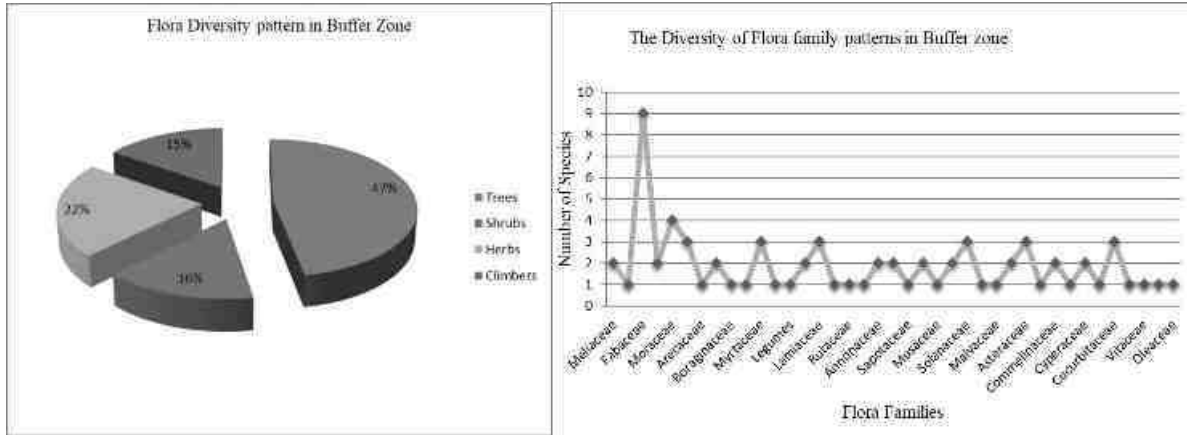 Flora Diversity pattern in Buffer Zone
15%
47%
22%
16%
Trees
Shrubs
Herbs
Climbers
The Diversity of Flora family patterns in Buffer zone
Number of Species
10
9
8
7
6
5
4
3
2
1
0
Meliaceae
Fabaceae
Moraceae
Arecaceae
Boraginaceae
Myrtaceae
Legumes
Lamiaceae
Rutaceae
Annonaceae
Sapotaceae
Musaceae
Solanaceae
Malvaceae
Asteraceae
Commelinaceae
Cyperaceae
Cucurbitaceae
Vitaceae
Oleaceae
Flora Families